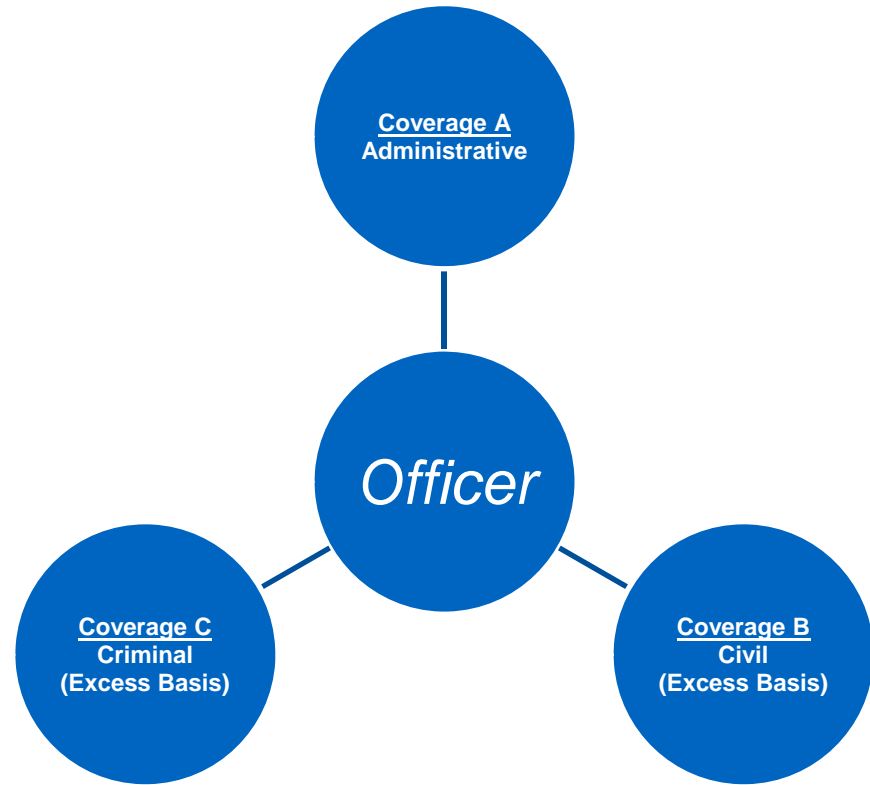 Coverage A
Administrative
Officer
Coverage C
Criminal
(Excess Basis)
Coverage B
Civil
(Excess Basis)